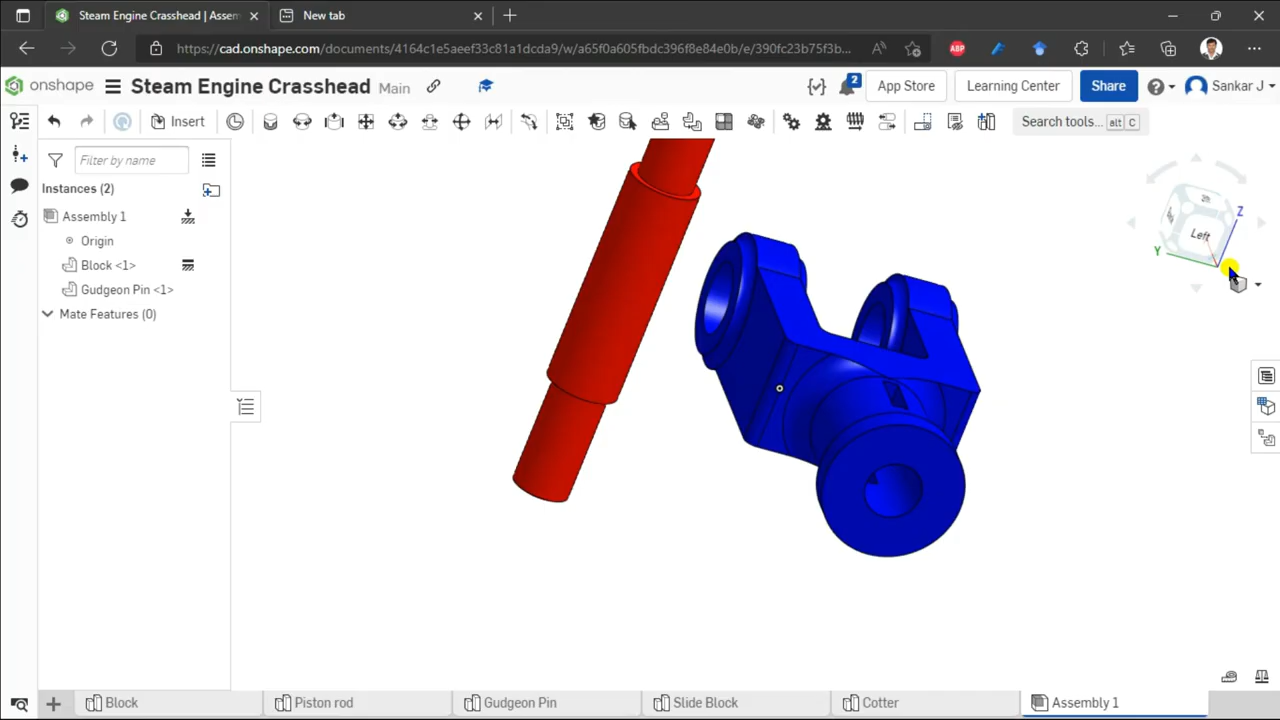 Steam Engine Crasshead | Assem
New tab
https://cad.onshape.com/documents/4164c1e5aeef33c81a1dcda9/w/a65f0a605fbdc396f8e84e0b/e/390fc23b75f3b...
ABP
onshape
Steam Engine Crasshead
Main
2
App Store
Learning Center
Share
Sankar J
Insert
Search tools... alt C
Filter by name
Instances (2)
Assembly 1
Origin
Block <1>
Gudgeon Pin <1>
Mate Features (0)
Left
Z
Y
Block
Piston rod
Gudgeon Pin
Slide Block
Cotter
Assembly 1